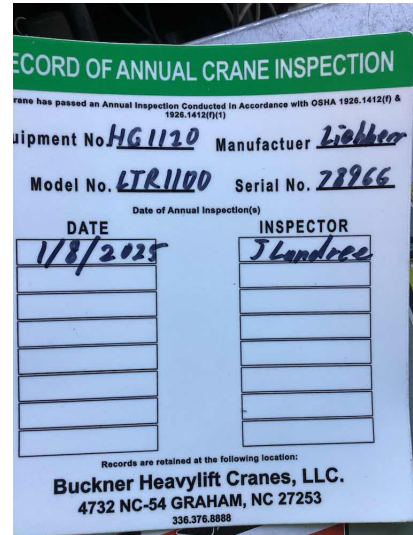 ECORD OF ANNUAL CRANE INSPECTION
rane has passed an Annual Inspection Conducted in Accordance with OSHA 1926.1412(f) &
1926.1412(f)(1)
uipment No. HG1120 Manufactuer Liebherr
Model No. LTR1100 Serial No. 78966
Date of Annual Inspection(s)
DATE INSPECTOR
1/8/2025 J Landree
Records are retained at the following location:
Buckner Heavylift Cranes, LLC.
4732 NC-54 GRAHAM, NC 27253
336.376.8888